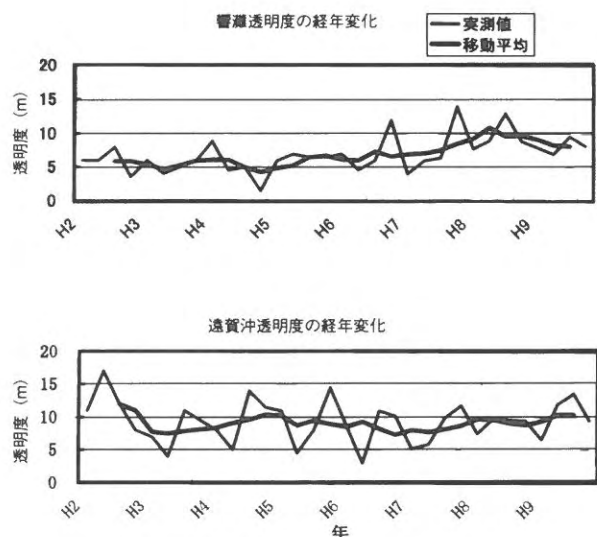 響灘透明度の経年変化
実測値
移動平均
透明度 (m)
20
15
10
5
0
H2
H3
H4
H5
H6
H7
H8
H9
遠賀沖透明度の経年変化
透明度 (m)
20
15
10
5
0
H2
H3
H4
H5
H6
H7
H8
H9
年